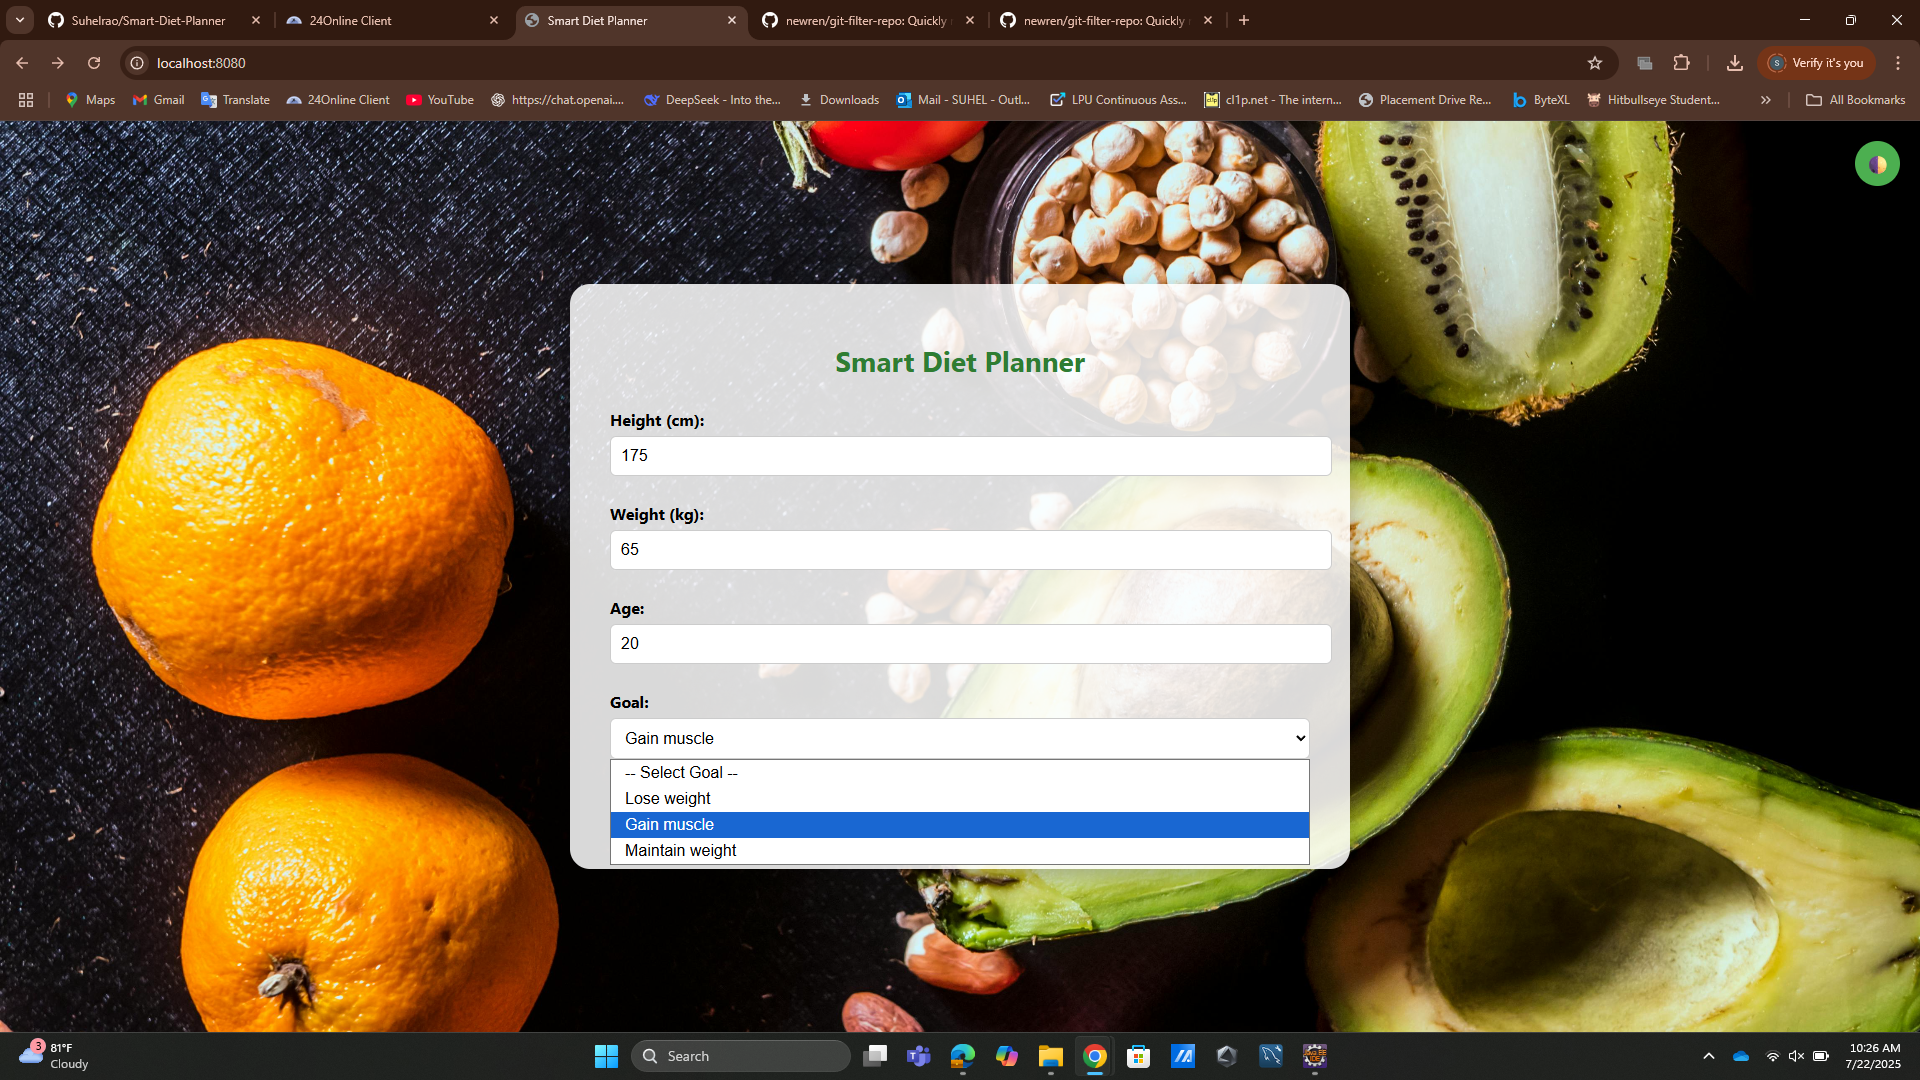 Suhelrao/Smart-Diet-Planner
24Online Client
Smart Diet Planner
newren/git-filter-repo: Quickly
newren/git-filter-repo: Quickly
localhost:8080
S
Verify it's you
Maps
Gmail
Translate
24Online Client
YouTube
https://chat.openai....
DeepSeek - Into the...
Downloads
Mail - SUHEL - Outl...
LPU Continuous Ass...
cl1p.net - The intern...
Placement Drive Re...
ByteXL
Hitbullseye Student...
All Bookmarks
Smart Diet Planner
Height (cm):
175
Weight (kg):
65
Age:
20
Goal:
Gain muscle
-- Select Goal --
Lose weight
Gain muscle
Maintain weight
3
81°F
Cloudy
Search
10:26 AM
7/22/2025